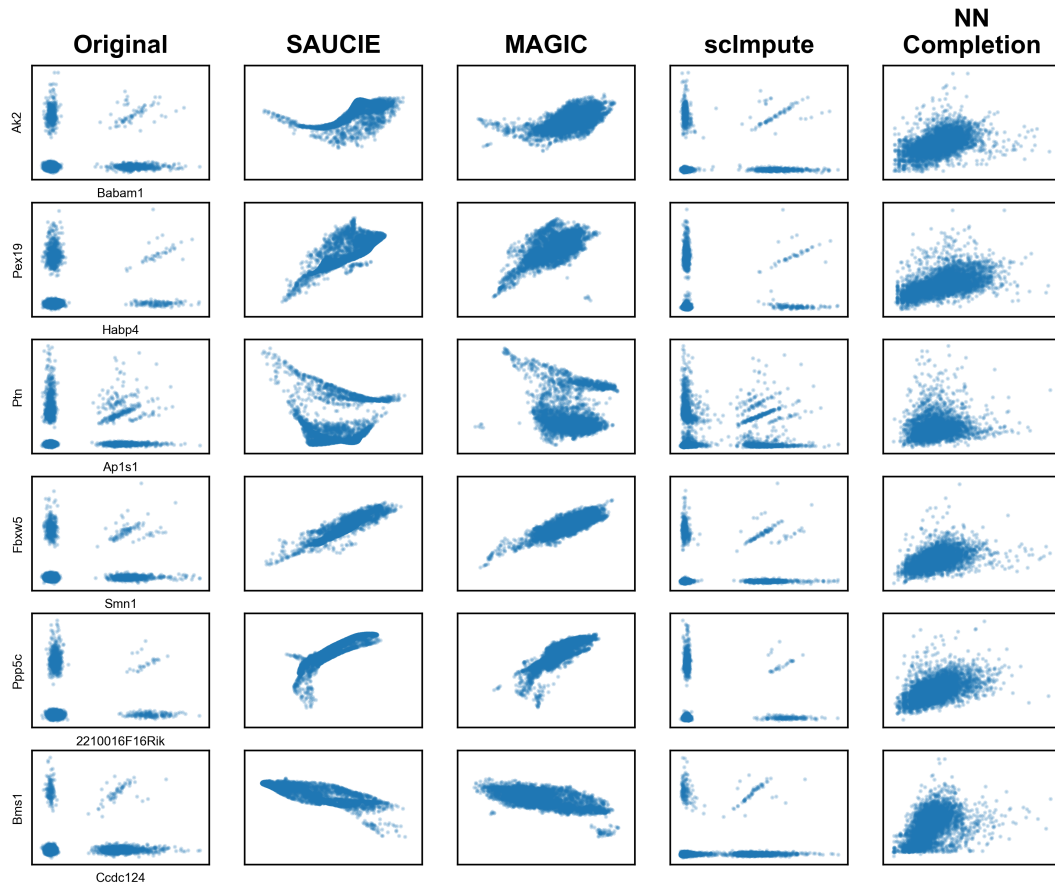 Original
SAUCIE
MAGIC
scImpute
NN
Completion
Ak2
Babam1
Pex19
Habp4
Ptn
Ap1s1
Fbxw5
Smn1
Ppp5c
2210016F16Rik
Bms1
Ccdc124